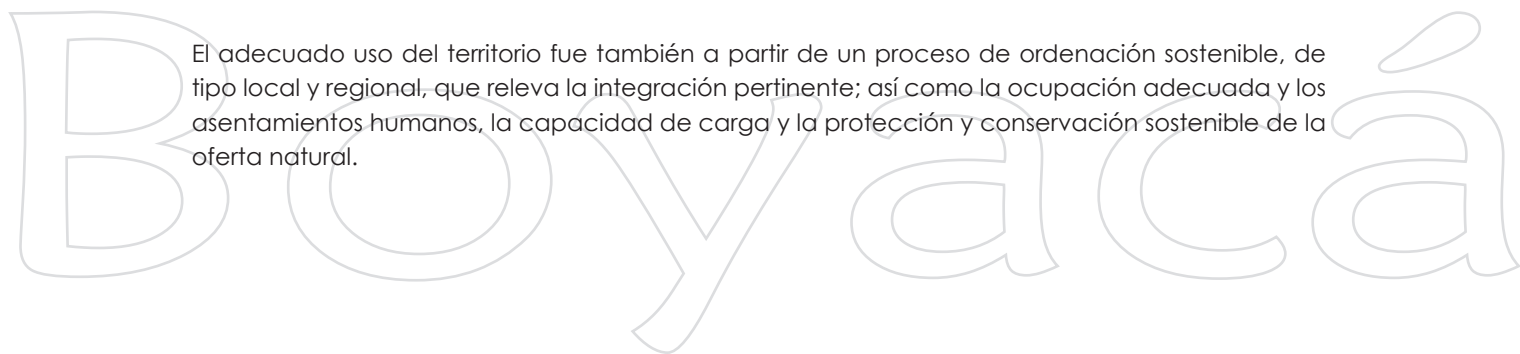 El adecuado uso del territorio fue también a partir de un proceso de ordenación sostenible, de
tipo local y regional, que releva la integración pertinente; así como la ocupación adecuada y los
asentamientos humanos, la capacidad de carga y la protección y conservación sostenible de la
oferta natural.
Boyacá